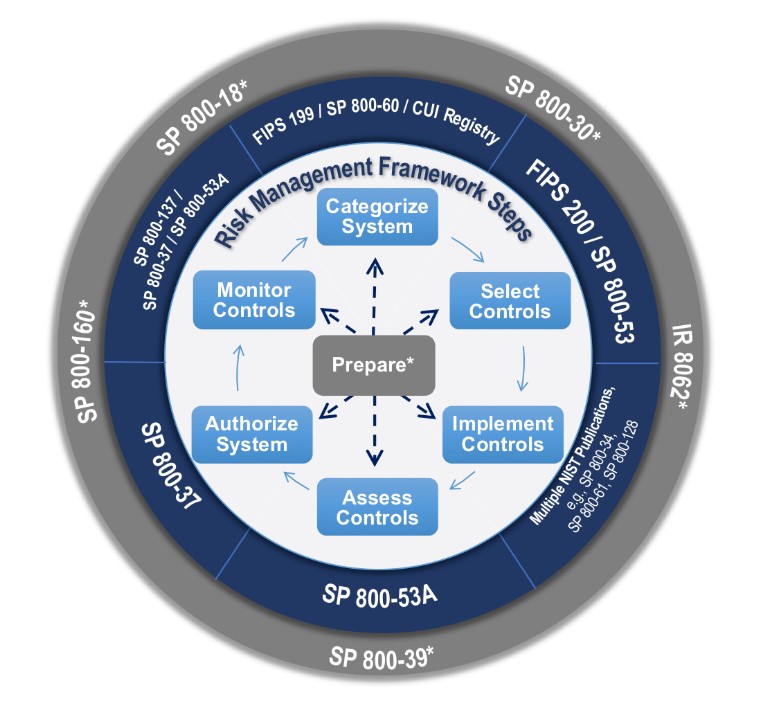 SP 800-18*
SP 800-30*
IR 8062*
SP 800-39*
SP 800-160*
FIPS 199 / SP 800-60 / CUI Registry
FIPS 200 / SP 800-53
Multiple NIST Publications,
e.g., SP 800-34,
SP 800-61, SP 800-128
SP 800-53A
SP 800-37
SP 800-137 /
SP 800-37 / SP 800-53A
Risk Management Framework Steps
Categorize
System
Select
Controls
Implement
Controls
Assess
Controls
Authorize
System
Monitor
Controls
Prepare*